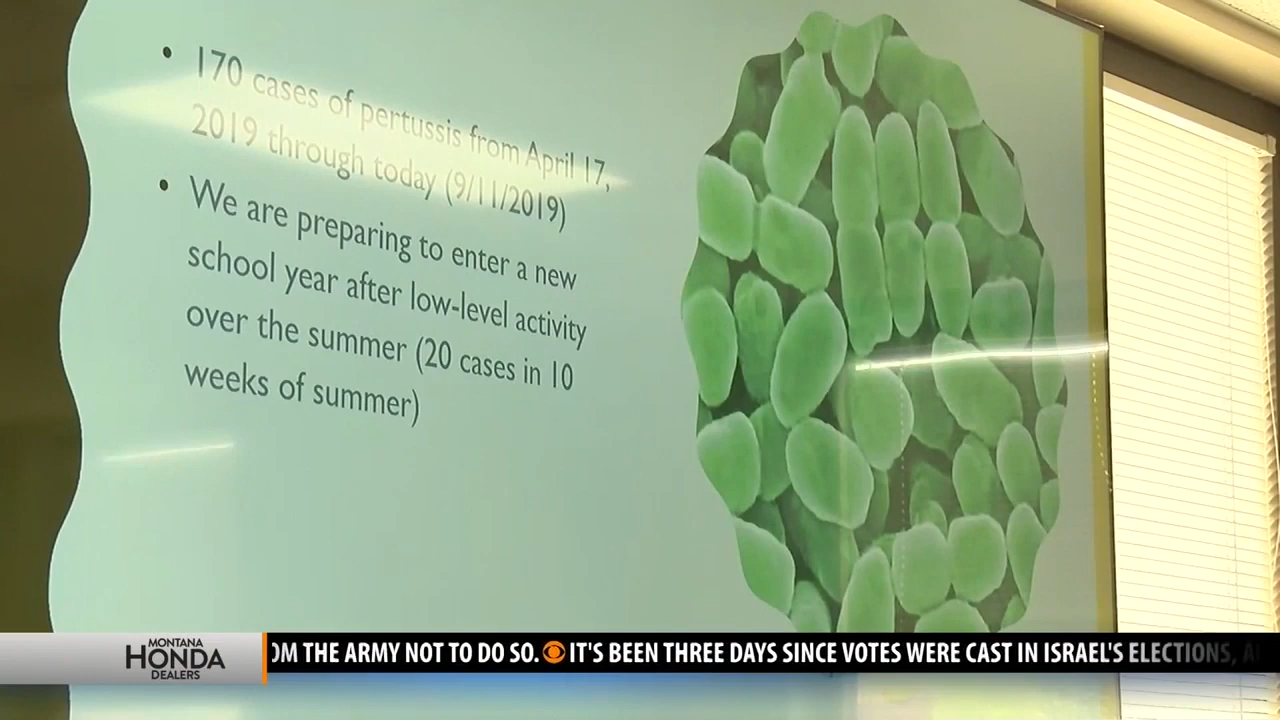 • 170 cases of pertussis from April 17,
2019 through today (9/11/2019)
• We are preparing to enter a new
school year after low-level activity
over the summer (20 cases in 10
weeks of summer)
MONTANA
HONDA
DEALERS
OM THE ARMY NOT TO DO SO. IT'S BEEN THREE DAYS SINCE VOTES WERE CAST IN ISRAEL'S ELECTIONS,